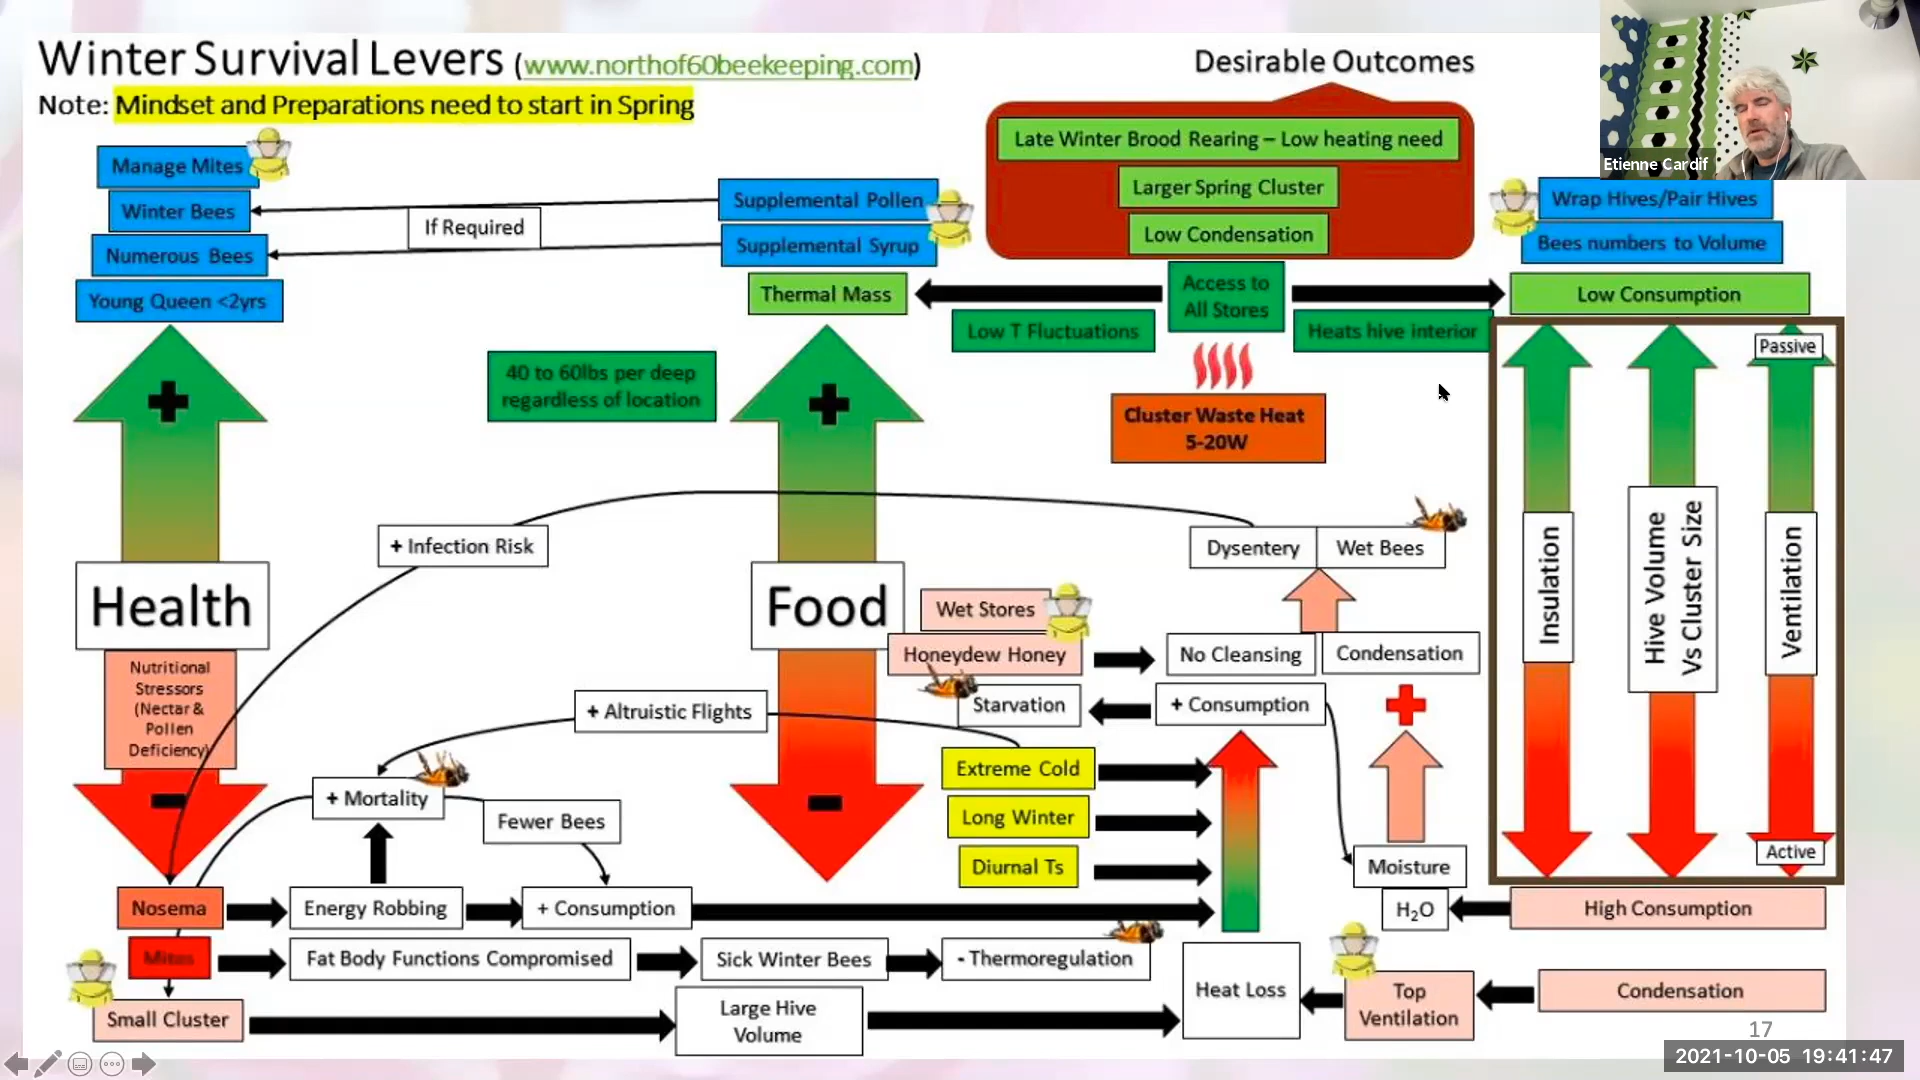 Winter Survival Levers (www.northof60beekeeping.com)
Note: Mindset and Preparations need to start in Spring
Desirable Outcomes
Etienne Cardif
Manage Mites
Winter Bees
Numerous Bees
Young Queen <2yrs
If Required
Supplemental Pollen
Supplemental Syrup
Thermal Mass
Late Winter Brood Rearing – Low heating need
Larger Spring Cluster
Low Condensation
Access to
All Stores
Low T Fluctuations
Heats hive interior
Wrap Hives/Pair Hives
Bees numbers to Volume
Low Consumption
+
40 to 60lbs per deep
regardless of location
+
Cluster Waste Heat
5-20W
Passive
Insulation
Hive Volume
Vs Cluster Size
Ventilation
Active
+ Infection Risk
Dysentery
Wet Bees
Health
Food
Wet Stores
Honeydew Honey
No Cleansing
Condensation
Nutritional
Stressors
(Nectar &
Pollen
Deficiency)
Starvation
+ Consumption
+ Altruistic Flights
Extreme Cold
Long Winter
Diurnal Ts
-
-
+ Mortality
Fewer Bees
Moisture
H2O
High Consumption
Nosema
Energy Robbing
+ Consumption
Mites
Fat Body Functions Compromised
Sick Winter Bees
- Thermoregulation
Heat Loss
Top
Ventilation
Condensation
Small Cluster
Large Hive
Volume
17
2021-10-05 19:41:47